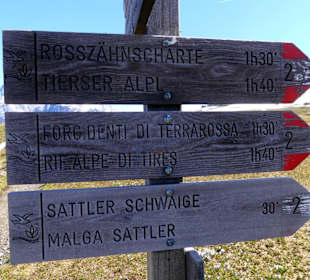 ROSSZÄHNSCHARTE 1h30'
TIERSER ALPL 1h40'
2
FORC.DENTI DI TERRAROSSA 1h30'
RIF.ALPE DI TIRES 1h40'
2
SATTLER SCHWAIGE 30'
MALGA SATTLER
2